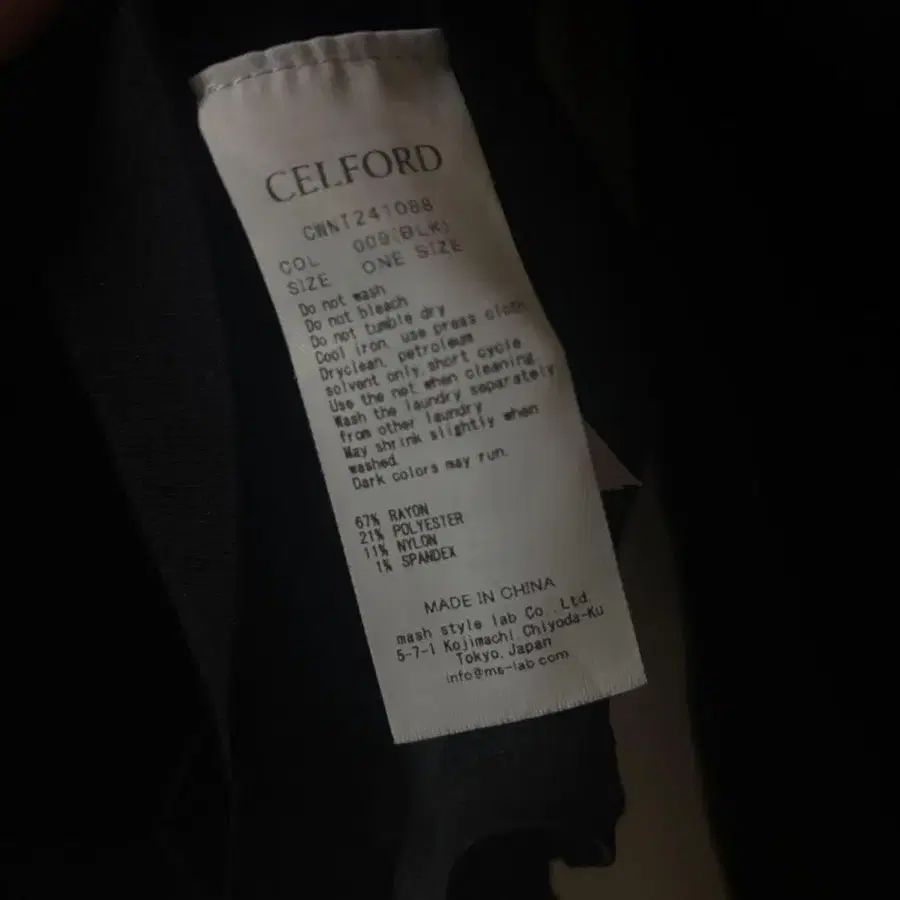 CELFORD
CWNT241088
COL 009(BLK)
SIZE ONE SIZE
Do not wash
Do not bleach
Do not tumble dry
Cool iron, use press cloth
Dryclean, petroleum
solvent only,short cycle
Use the net when cleaning.
Wash the laundry separately
from other laundry
May shrink slightly when
washed.
Dark colors may run.
67% RAYON
21% POLYESTER
11% NYLON
1% SPANDEX
MADE IN CHINA
mash style lab Co.,Ltd.
5-7-1 Kojimachi,Chiyoda-Ku
Tokyo,Japan
info@ms-lab.com